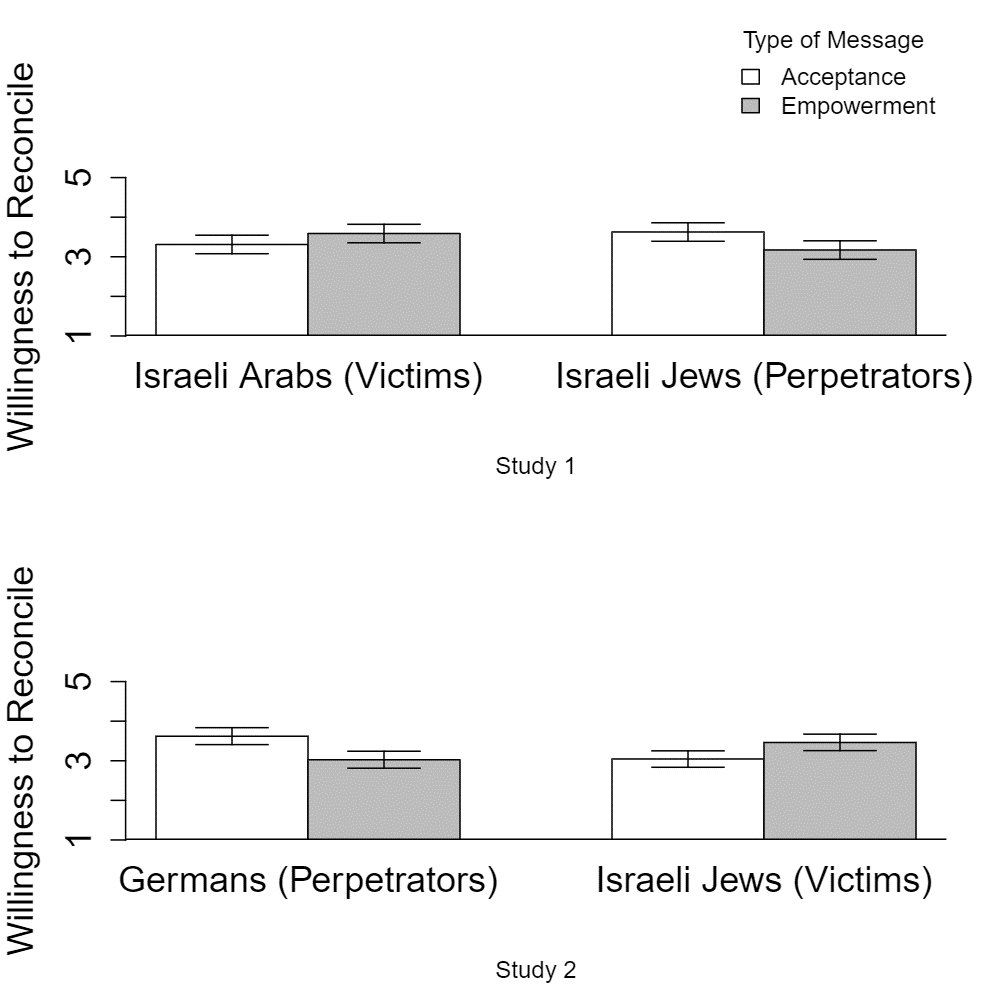 Type of Message
Acceptance
Empowerment
Willingness to Reconcile
5
3
1
Israeli Arabs (Victims)
Israeli Jews (Perpetrators)
Study 1
Willingness to Reconcile
5
3
1
Germans (Perpetrators)
Israeli Jews (Victims)
Study 2